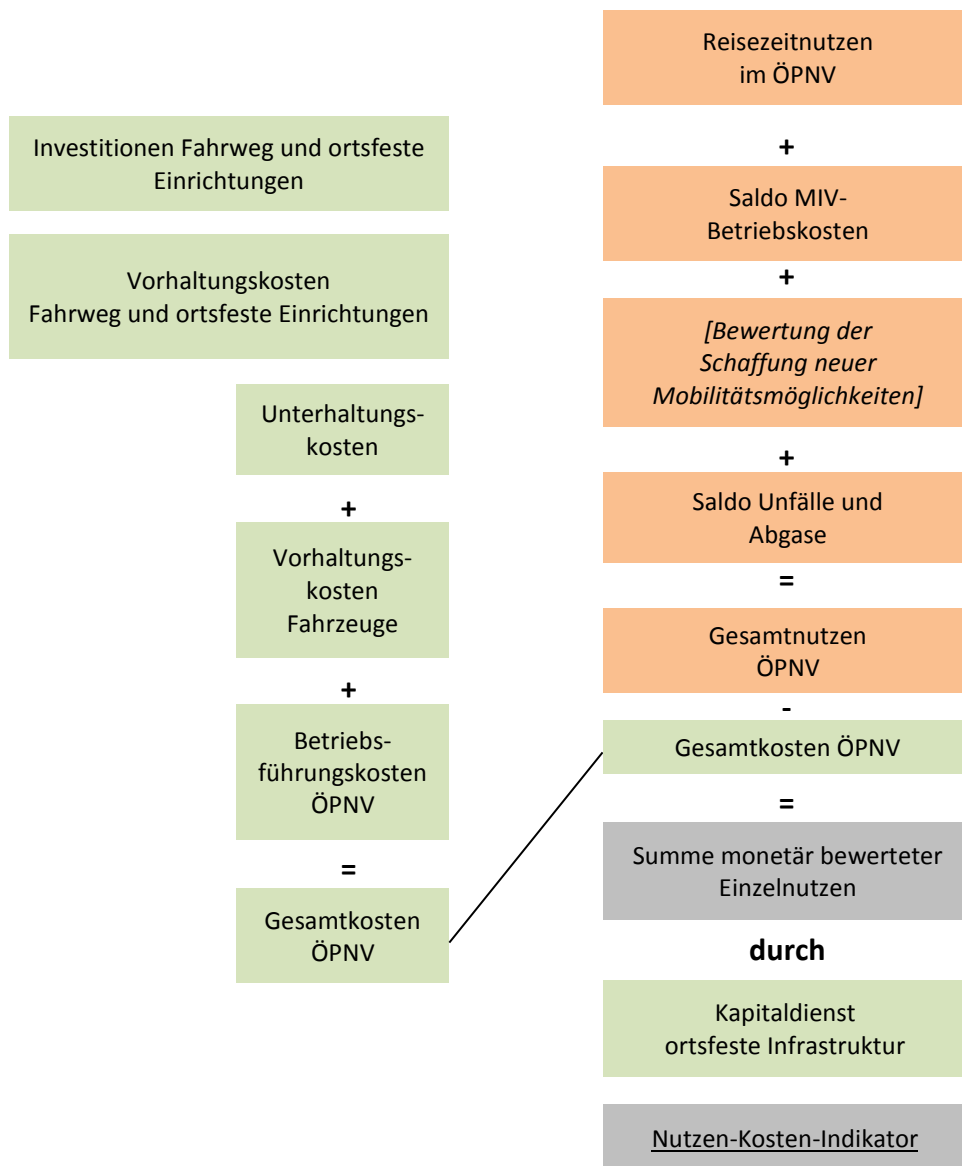 Investitionen Fahrweg und ortsfeste
Einrichtungen
Vorhaltungskosten
Fahrweg und ortsfeste Einrichtungen
Unterhaltungs-
kosten
+
Vorhaltungs-
kosten
Fahrzeuge
+
Betriebs-
führungskosten
ÖPNV
=
Gesamtkosten
ÖPNV
Reisezeitnutzen
im ÖPNV
+
Saldo MIV-
Betriebskosten
+
[Bewertung der
Schaffung neuer
Mobilitätsmöglichkeiten]
+
Saldo Unfälle und
Abgase
=
Gesamtnutzen
ÖPNV
-
Gesamtkosten ÖPNV
=
Summe monetär bewerteter
Einzelnutzen
durch
Kapitaldienst
ortsfeste Infrastruktur
Nutzen-Kosten-Indikator